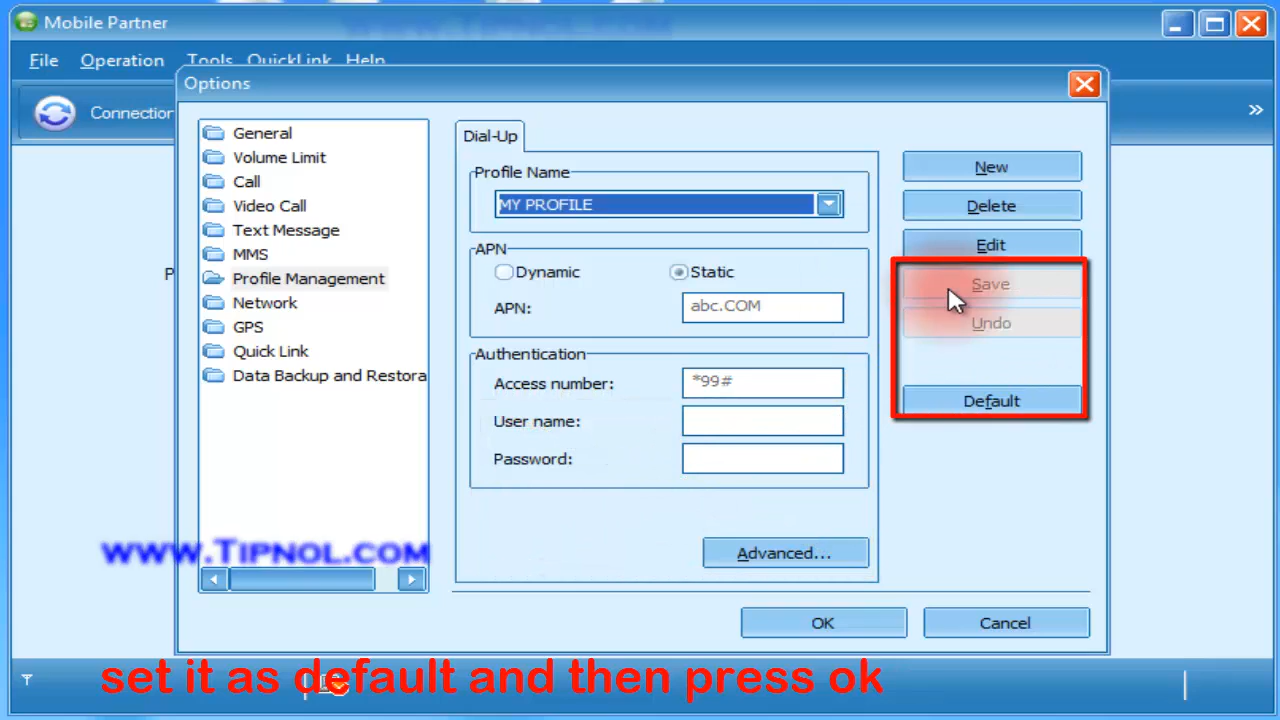 Mobile Partner
File Operation Tools QuickLink Help
Options
Connection
»
General
Volume Limit
Call
Video Call
Text Message
MMS
Profile Management
Network
GPS
Quick Link
Data Backup and Restora
Dial-Up
Profile Name
MY PROFILE
APN
Dynamic
Static
APN:
abc.COM
Authentication
Access number:
*99#
User name:
Password:
Advanced...
New
Delete
Edit
Save
Undo
Default
P
www.Tipnol.com
OK
Cancel
set it as default and then press ok